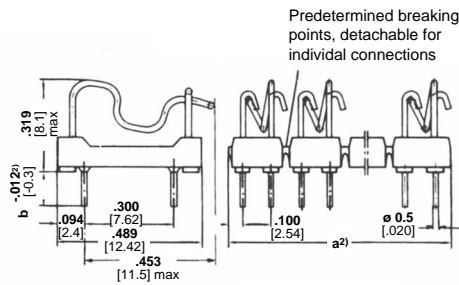 Predetermined breaking
points, detachable for
individal connections
.319
[8.1]
max
b -.012²⁾
[-0.3]
.094
[2.4]
.300
[7.62]
.489
[12.42]
.453
[11.5] max
.100
[2.54]
a²⁾
ø 0.5
[.020]